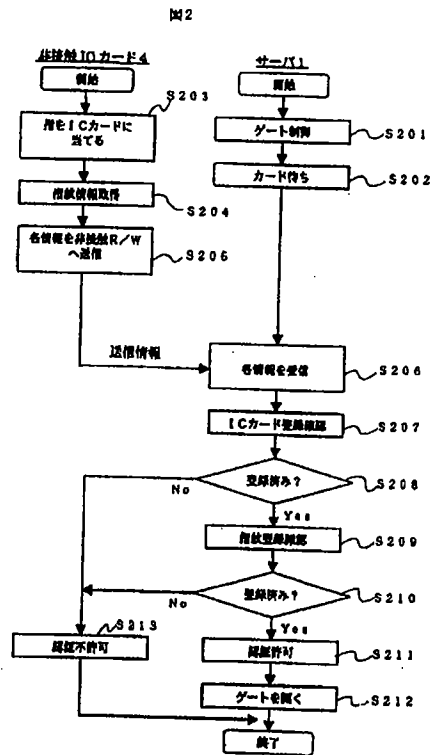 図2
非接触ICカード4
開始
指をICカードに
当てる
S203
指紋情報取得
S204
各情報を非接触R/W
へ送信
S205
送信情報
サーバ1
開始
ゲート制御
S201
カード待ち
S202
各情報を受信
S206
ICカード登録確認
S207
登録済み?
S208
No
Yes
指紋登録確認
S209
登録済み?
S210
No
Yes
S213
認証不許可
認証許可
S211
ゲートを開く
S212
終了